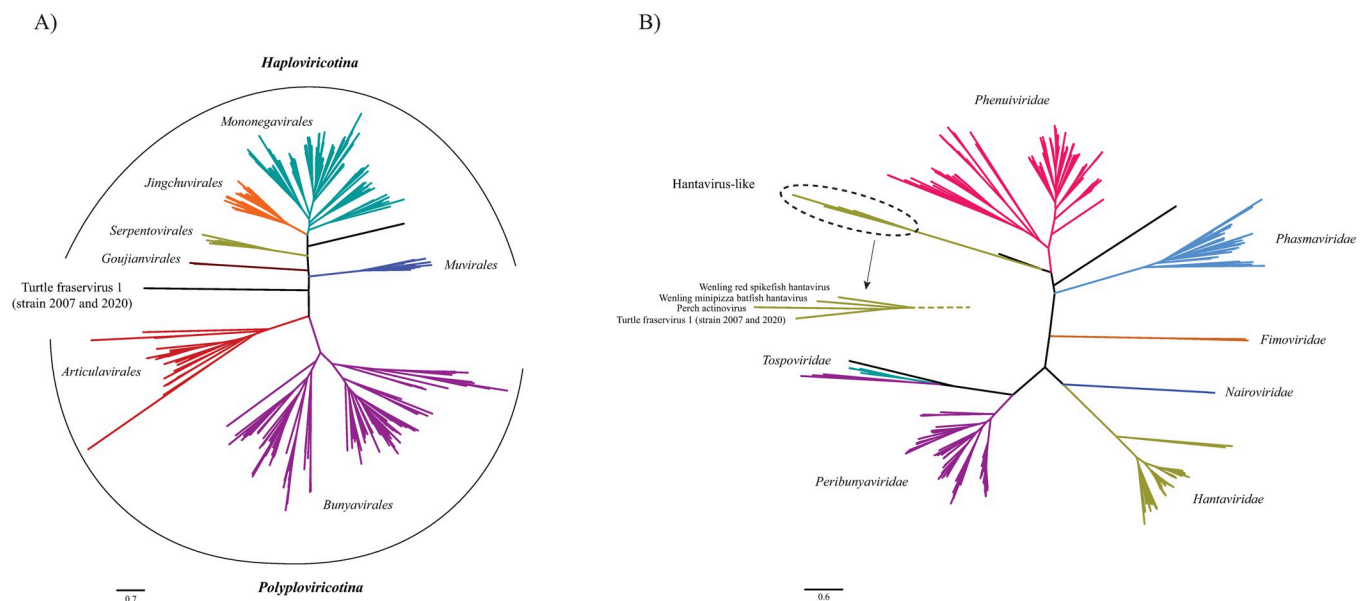 A)
Haploviricotina
Mononegavirales
Jingchuvirales
Serpentovirales
Goujianvirales
Muvirales
Turtle fraservirus 1
(strain 2007 and 2020)
Articulavirales
Bunyavirales
Polyploviricotina
0.7
B)
Phenuiviridae
Hantavirus-like
Phasmaviridae
Wenling red spikefish hantavirus
Wenling minipizza batfish hantavirus
Perch actinovirus
Turtle fraservirus 1 (strain 2007 and 2020)
Fimoviridae
Tospoviridae
Nairoviridae
Peribunyaviridae
Hantaviridae
0.6